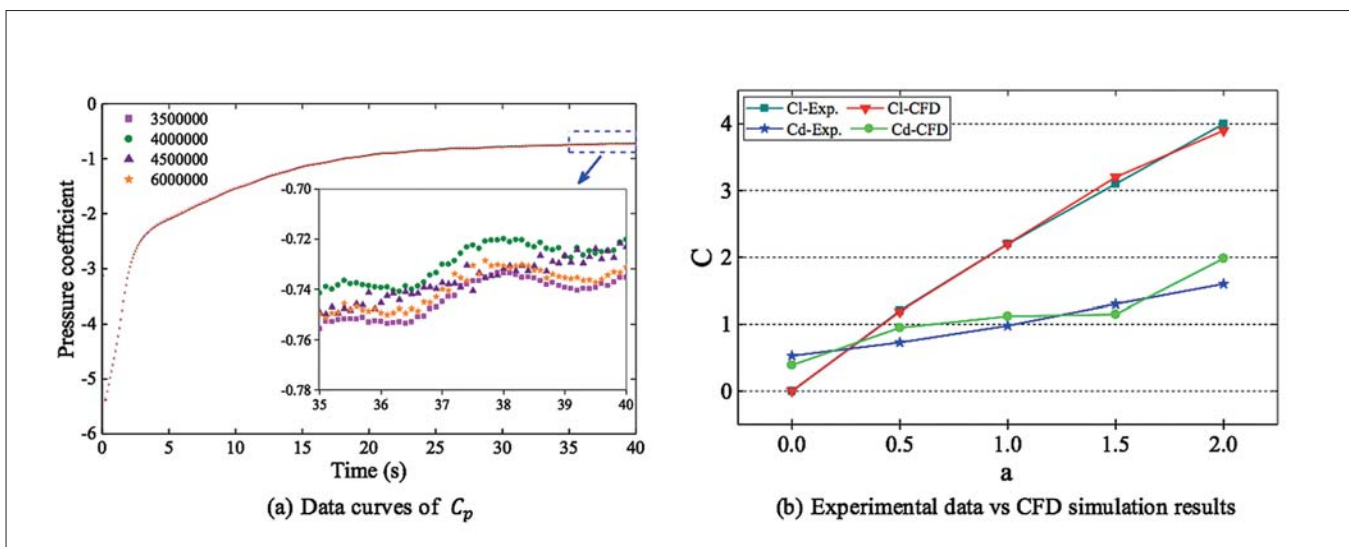 0
-1
-2
-3
-4
-5
-6
Pressure coefficient
3500000
4000000
4500000
6000000
-0.70
-0.72
-0.74
-0.76
-0.78
35 36 37 38 39 40
0 5 10 15 20 25 30 35 40
Time (s)
(a) Data curves of Cₚ
Cl-Exp. Cl-CFD
Cd-Exp. Cd-CFD
4
3
2
1
0
C
0.0 0.5 1.0 1.5 2.0
a
(b) Experimental data vs CFD simulation results